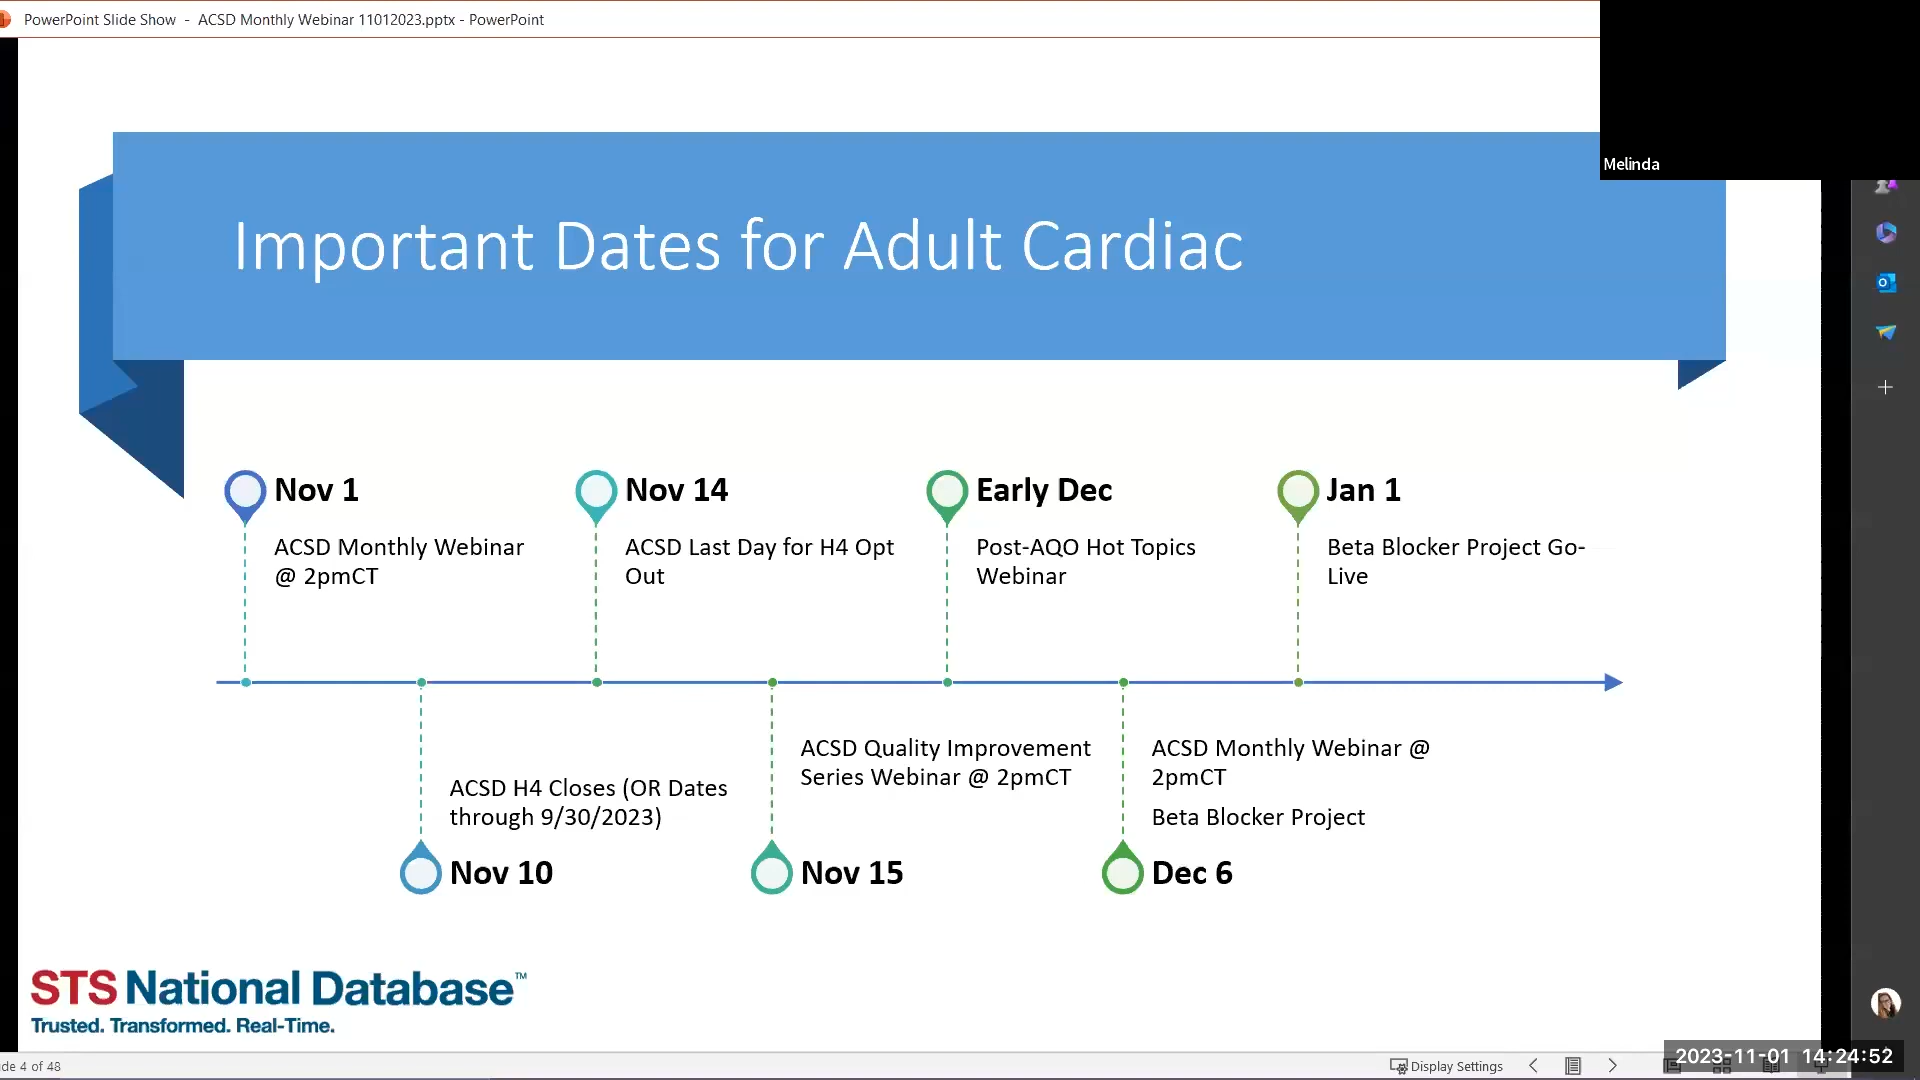 PowerPoint Slide Show - ACSD Monthly Webinar 11012023.pptx - PowerPoint
Melinda
Important Dates for Adult Cardiac
Nov 1
ACSD Monthly Webinar
@ 2pmCT
Nov 14
ACSD Last Day for H4 Opt
Out
Early Dec
Post-AQO Hot Topics
Webinar
Jan 1
Beta Blocker Project Go-
Live
ACSD H4 Closes (OR Dates
through 9/30/2023)
Nov 10
ACSD Quality Improvement
Series Webinar @ 2pmCT
Nov 15
ACSD Monthly Webinar @
2pmCT
Beta Blocker Project
Dec 6
STS National Database™
Trusted. Transformed. Real-Time.
de 4 of 48
Display Settings
2023-11-01 14:24:52